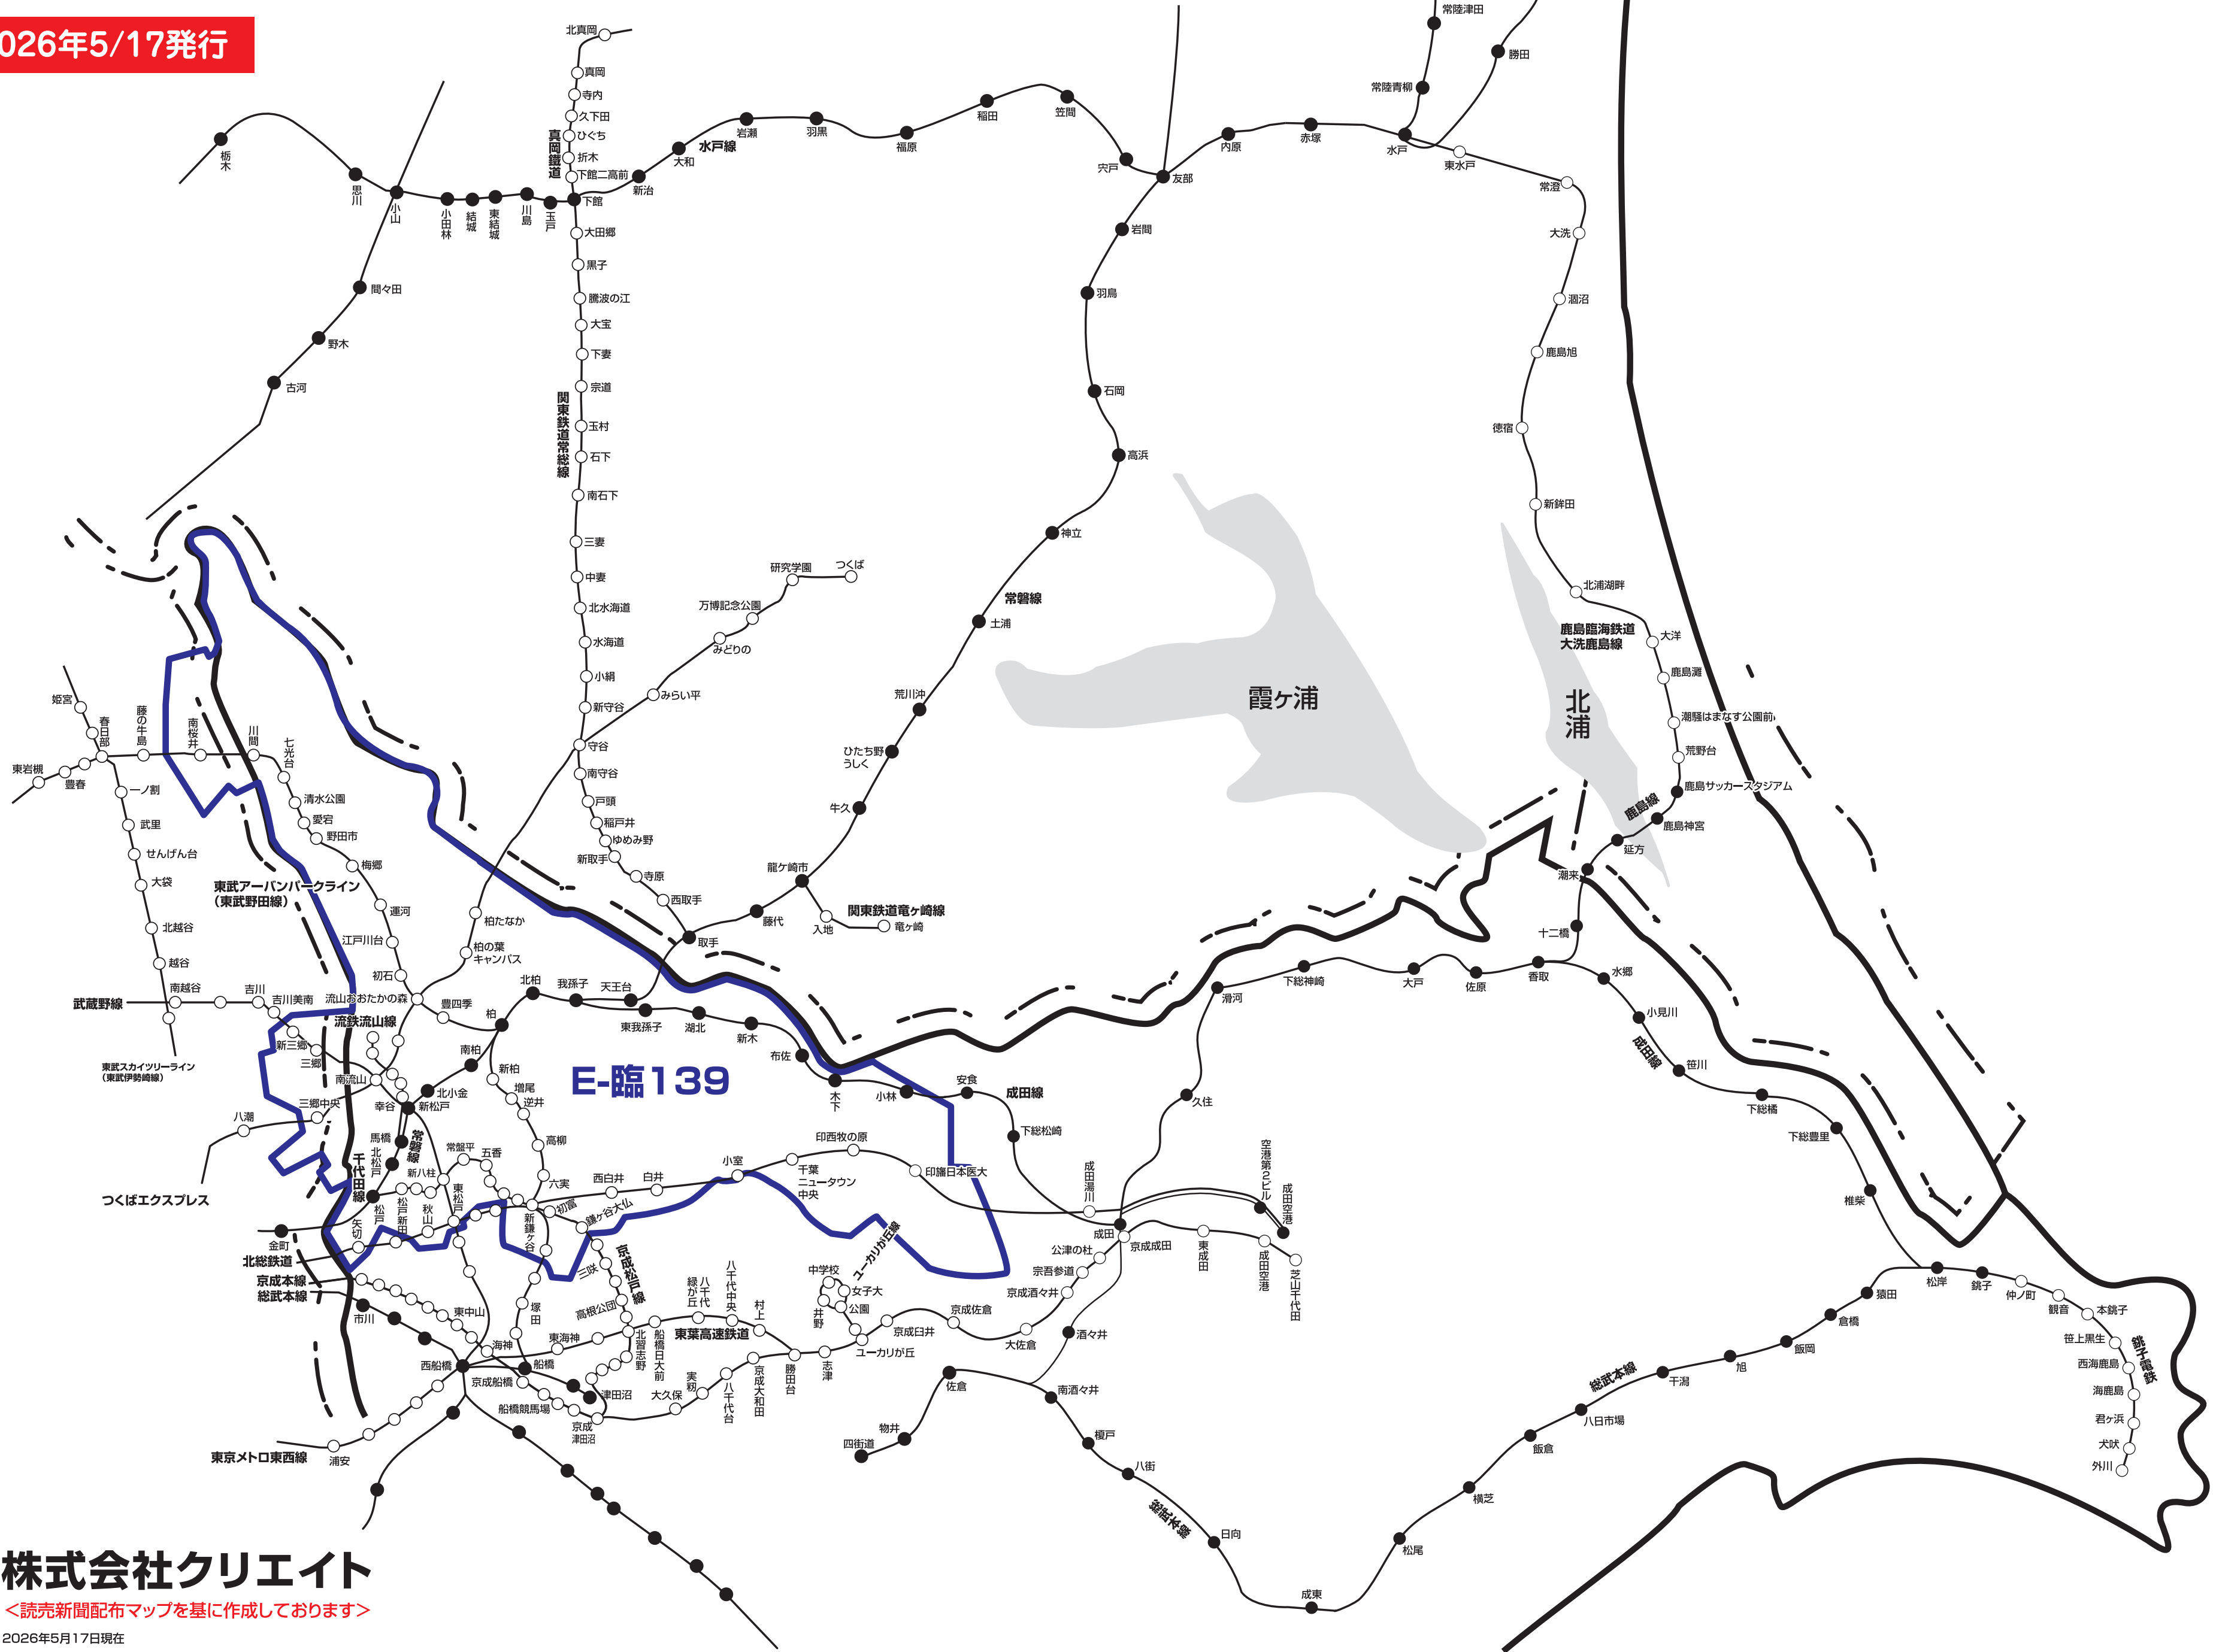 026年5/17発行
北真岡
真岡
寺内
久下田
ひぐち
折木
下館二高前
真岡鐵道
常陸津田
常陸青柳
勝田
栃木
思川
小山
小田林
結城
東結城
川島
玉戸
下館
新治
大和
岩瀬
水戸線
羽黒
福原
稲田
笠間
宍戸
友部
内原
赤塚
水戸
東水戸
常澄
大洗
涸沼
鹿島旭
徳宿
新鉾田
北浦湖畔
鹿島臨海鉄道
大洗鹿島線
大洋
鹿島灘
潮騒はまなす公園前
荒野台
鹿島サッカースタジアム
鹿島線
鹿島神宮
延方
潮来
十二橋
間々田
野木
古河
大田郷
黒子
騰波の江
大宝
下妻
宗道
関東鉄道常総線
玉村
石下
南石下
三妻
中妻
北水海道
水海道
小絹
新守谷
守谷
南守谷
戸頭
稲戸井
ゆめみ野
新取手
寺原
西取手
取手
岩間
羽鳥
石岡
高浜
神立
常磐線
土浦
荒川沖
ひたち野
うしく
牛久
龍ケ崎市
藤代
入地
竜ヶ崎
関東鉄道竜ヶ崎線
研究学園
つくば
万博記念公園
みどりの
みらい平
霞ヶ浦
北浦
姫宮
春日部
藤の牛島
南桜井
川間
七光台
東岩槻
豊春
一ノ割
武里
せんげん台
大袋
北越谷
越谷
清水公園
愛宕
野田市
梅郷
東武アーバンパークライン
（東武野田線）
運河
江戸川台
初石
流山おおたかの森
豊四季
柏たなか
柏の葉
キャンパス
武蔵野線
南越谷
吉川
吉川美南
新三郷
三郷
流鉄流山線
南流山
東武スカイツリーライン
（東武伊勢崎線）
八潮
三郷中央
つくばエクスプレス
北柏
我孫子
天王台
柏
東我孫子
湖北
新木
布佐
木下
小林
安食
成田線
下総松崎
南柏
北小金
新松戸
幸谷
馬橋
常磐線
北松戸
千代田線
松戸
金町
新柏
増尾
逆井
高柳
六実
E-臨139
常盤平
五香
新八柱
松戸新田
東松戸
秋山
矢切
北総鉄道
京成本線
総武本線
新鎌ヶ谷
初富
鎌ヶ谷大仏
西白井
白井
小室
千葉
ニュータウン
中央
印西牧の原
印旛日本医大
成田湯川
空港第2ビル
成田空港
京成松戸線
三咲
高根公団
塚田
市川
東中山
海神
西船橋
船橋
東海神
京成船橋
船橋競馬場
京成
津田沼
津田沼
北習志野
船橋日大前
東葉高速鉄道
八千代
緑が丘
八千代中央
村上
大久保
実籾
八千代台
京成大和田
勝田台
志津
ユーカリが丘
ユーカリが丘線
中学校
女子大
公園
井野
京成臼井
京成佐倉
大佐倉
京成酒々井
宗吾参道
公津の杜
成田
京成成田
東成田
成田空港
芝山千代田
東京メトロ東西線
浦安
滑河
下総神崎
大戸
佐原
香取
水郷
小見川
成田線
笹川
下総橘
下総豊里
椎柴
久住
酒々井
佐倉
物井
四街道
南酒々井
榎戸
八街
総武本線
日向
成東
松尾
横芝
飯倉
八日市場
総武本線
干潟
旭
飯岡
倉橋
猿田
松岸
銚子
仲ノ町
観音
本銚子
笹上黒生
西海鹿島
海鹿島
君ヶ浜
犬吠
外川
銚子電鉄
株式会社クリエイト
＜読売新聞配布マップを基に作成しております＞
2026年5月17日現在